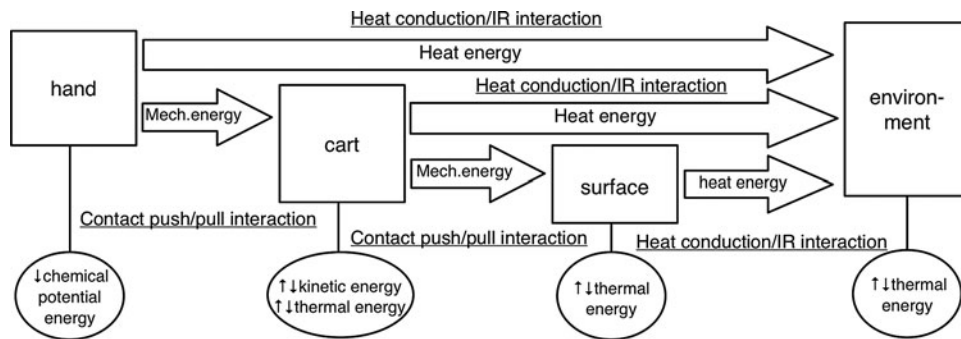 Heat conduction/IR interaction
Heat energy
hand
Heat conduction/IR interaction
environ-
ment
Mech.energy
Heat energy
cart
Mech.energy
surface
heat energy
Contact push/pull interaction
Contact push/pull interaction
Heat conduction/IR interaction
↓chemical
potential
energy
↑↓kinetic energy
↑↓thermal energy
↑↓thermal
energy
↑↓thermal
energy